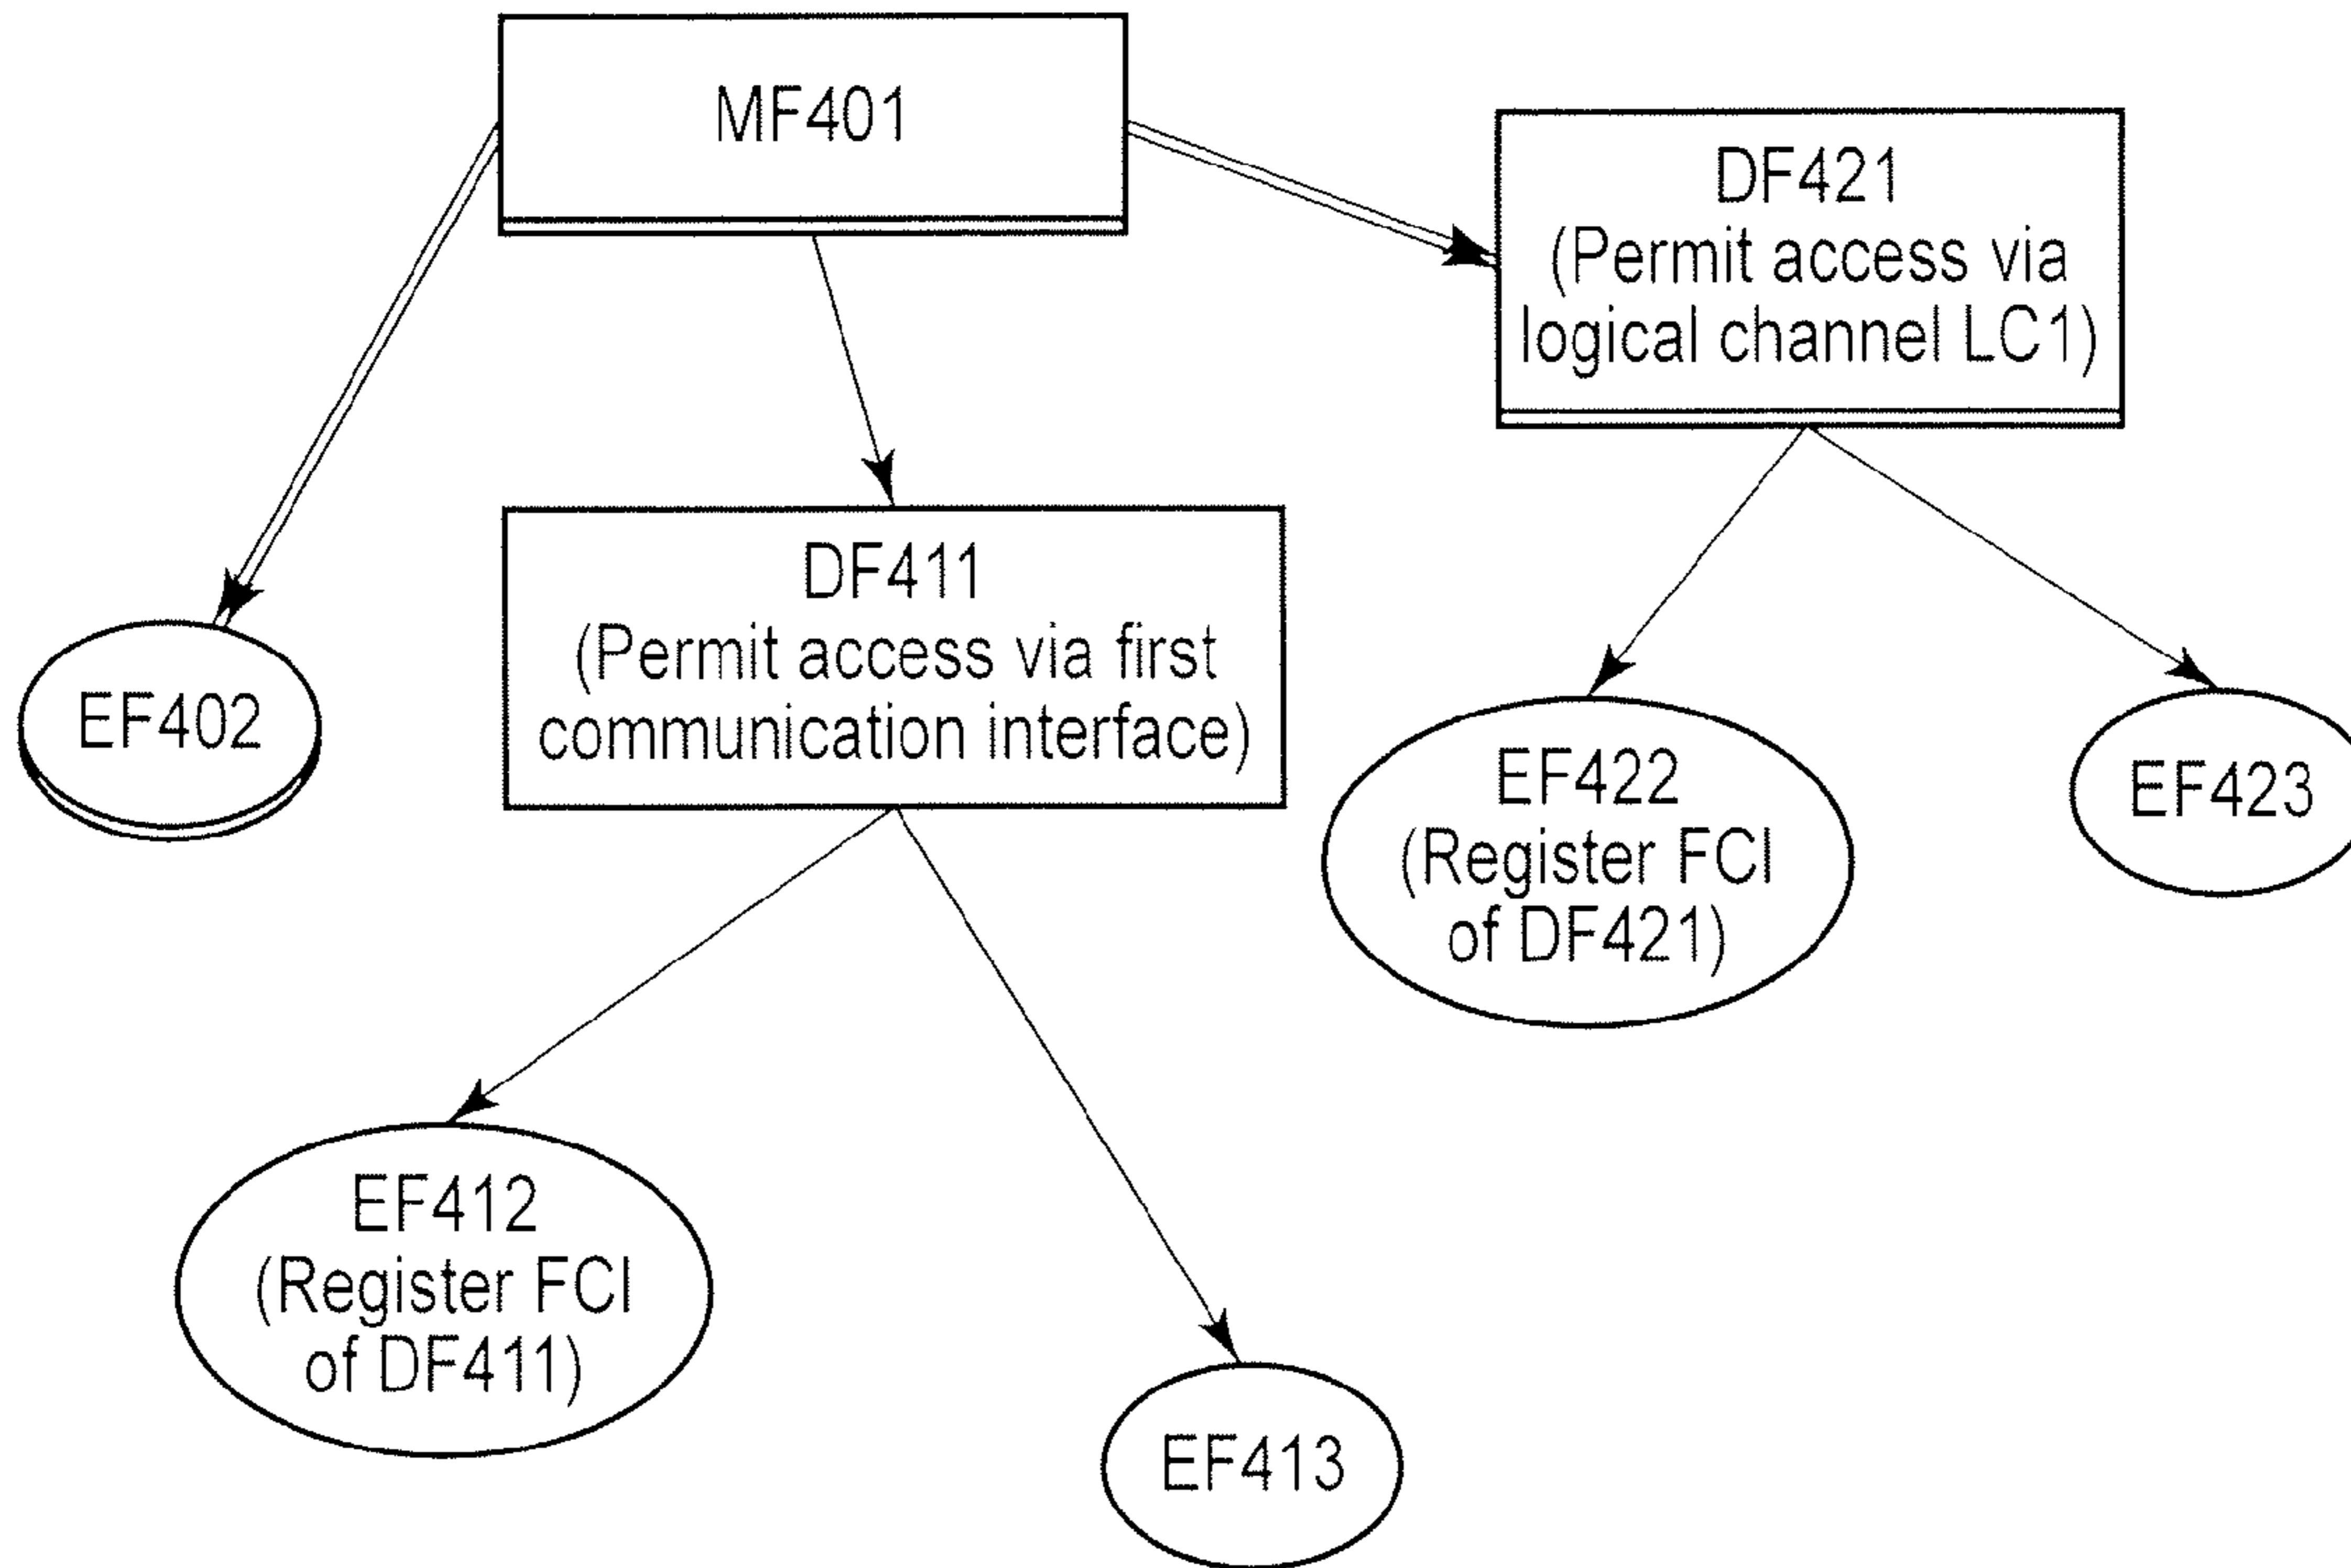 MF401
DF421
(Permit access via
logical channel LC1)
DF411
(Permit access via first
communication interface)
EF402
EF422
(Register FCI
of DF421)
EF423
EF412
(Register FCI
of DF411)
EF413